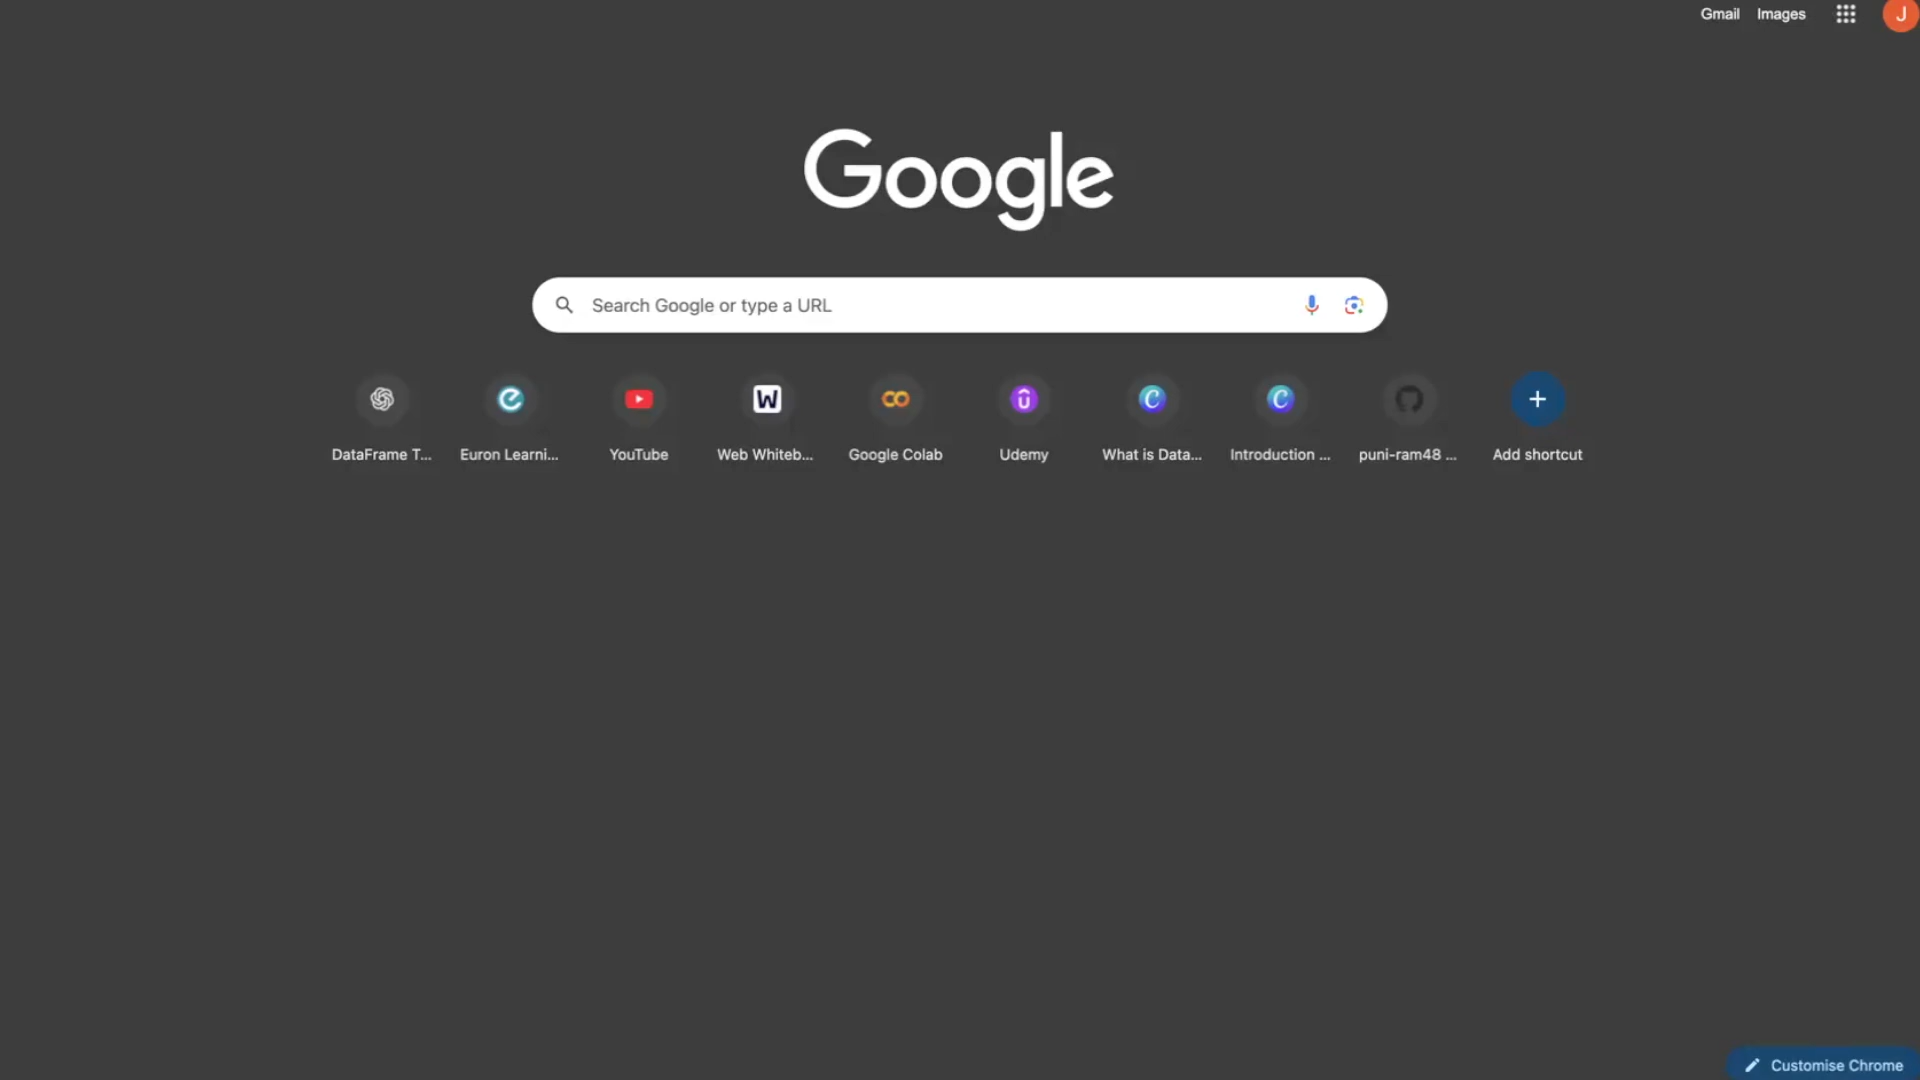 Gmail Images J
Google
Search Google or type a URL
DataFrame T... Euron Learni... YouTube Web Whiteb... Google Colab Udemy What is Data... Introduction ... puni-ram48 ... Add shortcut
Customise Chrome